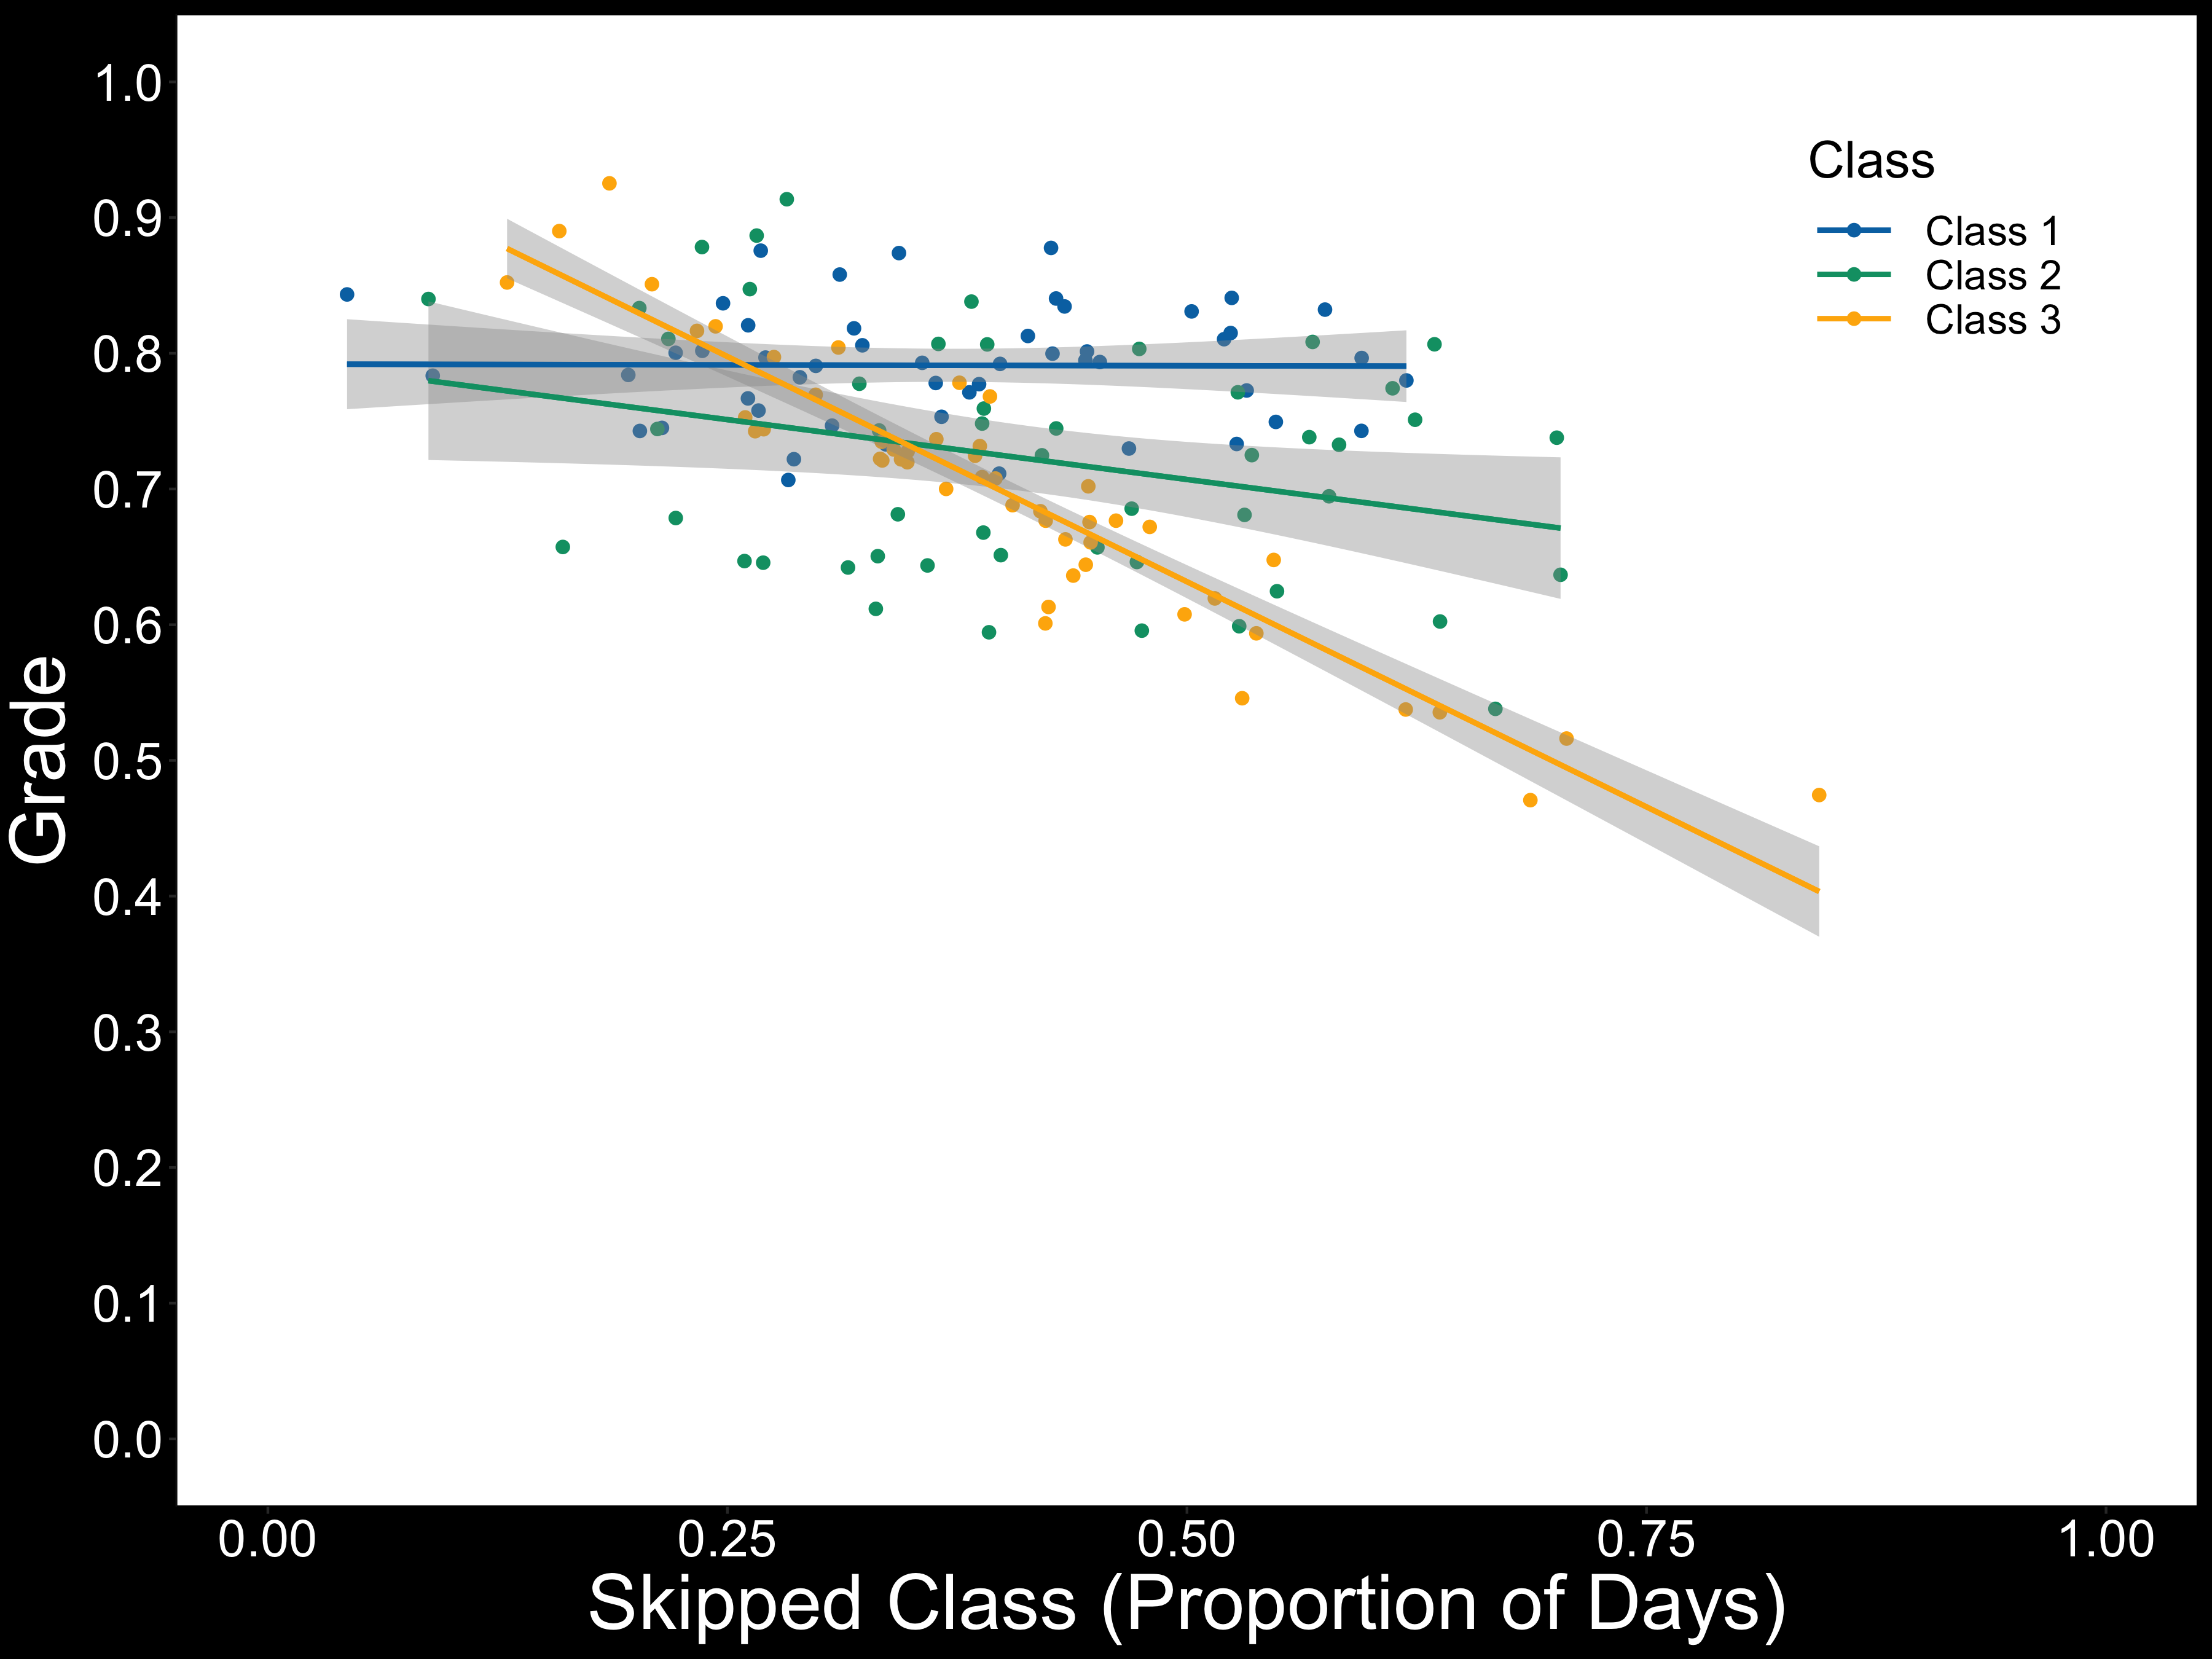 Grade
1.0
0.9
0.8
0.7
0.6
0.5
0.4
0.3
0.2
0.1
0.0
Class
Class 1
Class 2
Class 3
0.00 0.25 0.50 0.75 1.00
Skipped Class (Proportion of Days)